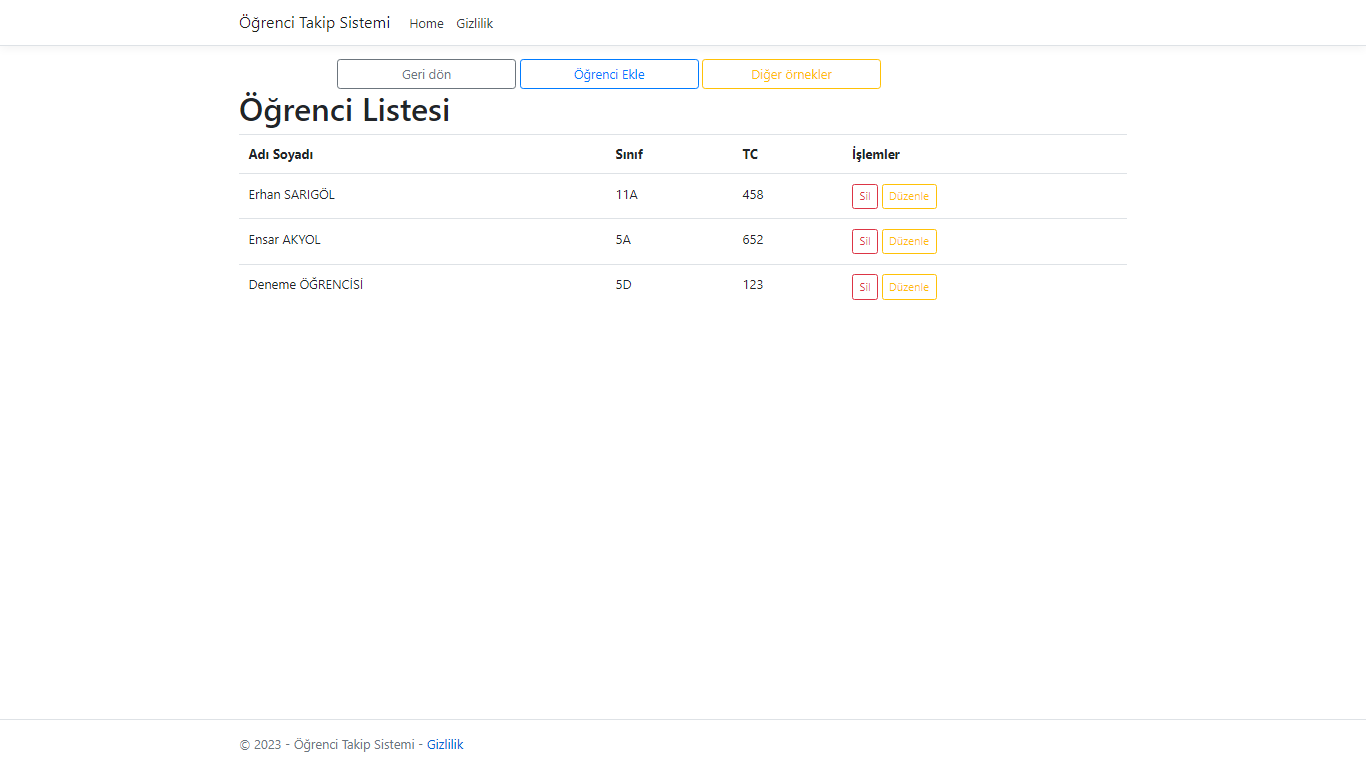 Öğrenci Takip Sistemi Home Gizlilik
Geri dön Öğrenci Ekle Diğer örnekler
Öğrenci Listesi
Adı Soyadı Sınıf TC İşlemler
Erhan SARIGÖL 11A 458 Sil Düzenle
Ensar AKYOL 5A 652 Sil Düzenle
Deneme ÖĞRENCİSİ 5D 123 Sil Düzenle
© 2023 - Öğrenci Takip Sistemi - Gizlilik